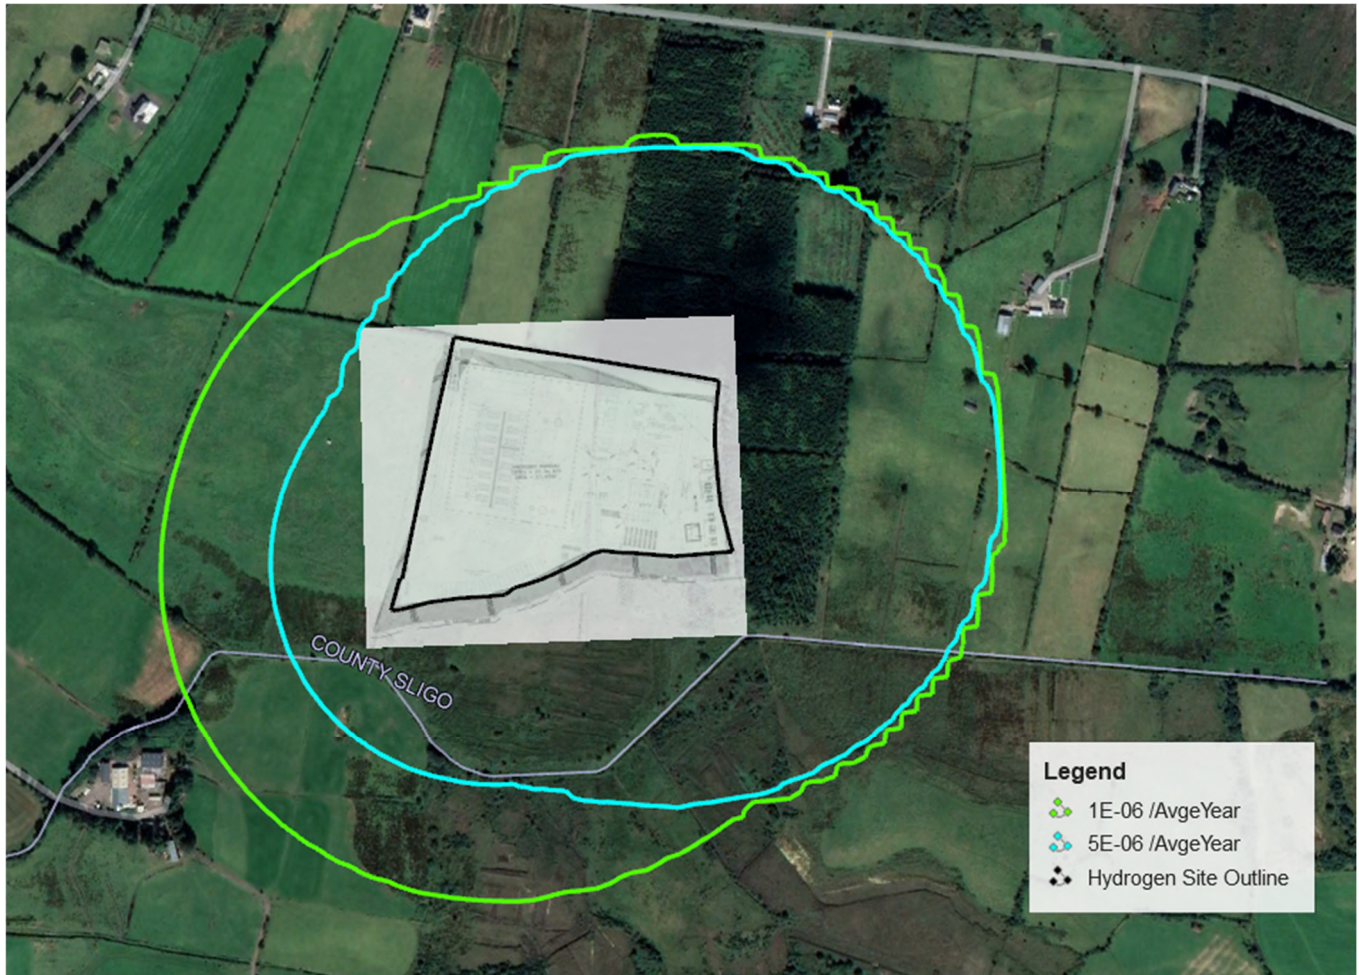 COUNTY SLIGO
Legend
1E-06 /AvgeYear
5E-06 /AvgeYear
Hydrogen Site Outline